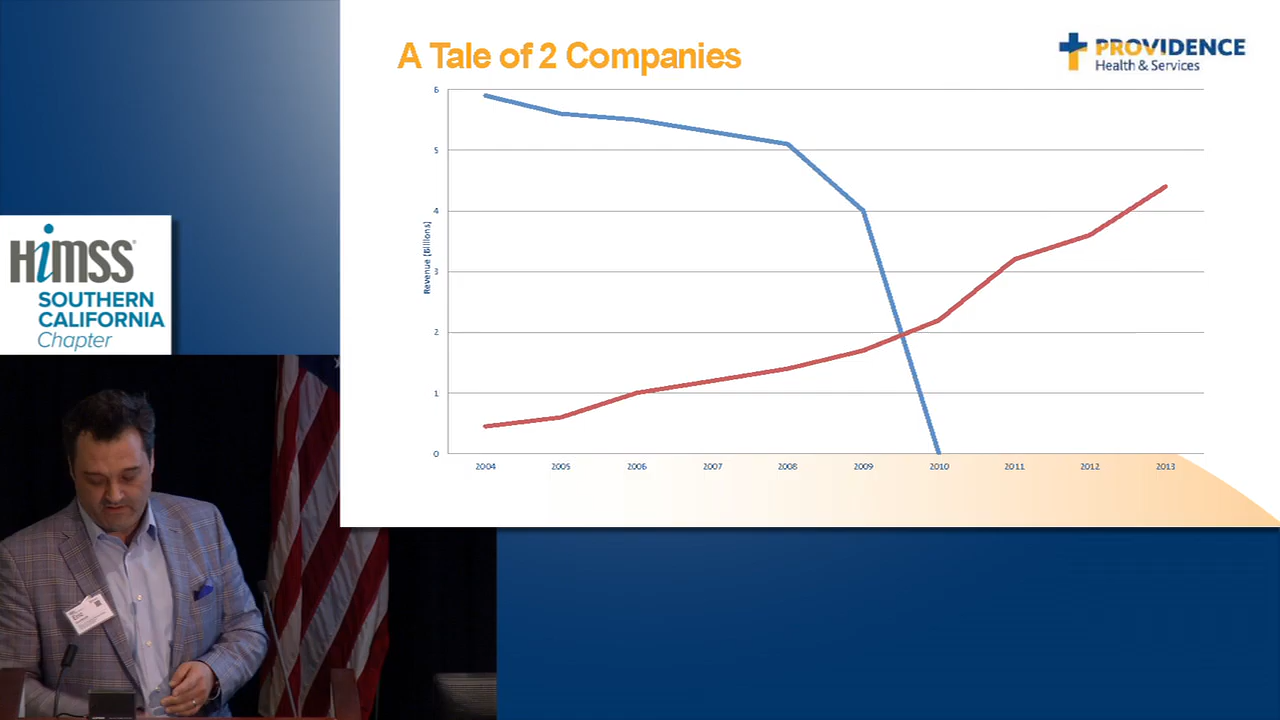 A Tale of 2 Companies
PROVIDENCE
Health & Services
HiMSS
SOUTHERN
CALIFORNIA
Chapter
Revenue (Billions)
6
5
4
3
2
1
0
2004 2005 2006 2007 2008 2009 2010 2011 2012 2013
Eric